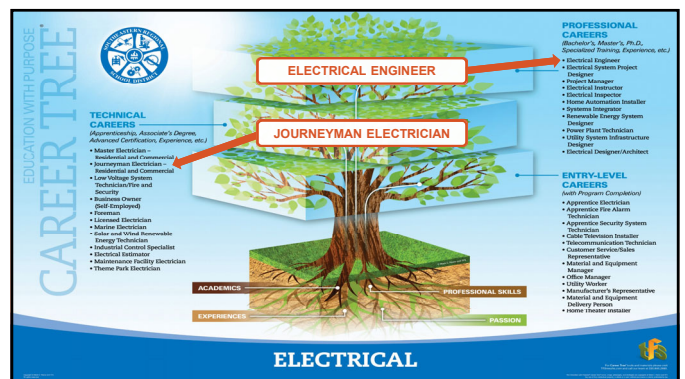 EDUCATION WITH PURPOSE
CAREER TREE
SOUTHEASTERN REGIONAL
SCHOOL DISTRICT
ELECTRICAL ENGINEER
JOURNEYMAN ELECTRICIAN
TECHNICAL
CAREERS
(Apprenticeship, Associate's Degree,
Advanced Certification, Experience, etc.)
• Master Electrician –
Residential and Commercial
• Journeyman Electrician –
Residential and Commercial
• Low Voltage System
Technician/Fire and
Security
• Business Owner
(Self-Employed)
• Foreman
• Licensed Electrician
• Marine Electrician
• Solar and Wind Renewable
Energy Technician
• Industrial Control Specialist
• Electrical Estimator
• Maintenance Facility Electrician
• Theme Park Electrician
PROFESSIONAL
CAREERS
(Bachelor's, Master's, Ph.D.,
Specialized Training, Experience, etc.)
• Electrical Engineer
• Electrical System Project
Designer
• Project Manager
• Electrical Instructor
• Electrical Inspector
• Home Automation Installer
• Systems Integrator
• Renewable Energy System
Designer
• Power Plant Technician
• Utility System Infrastructure
Designer
• Electrical Designer/Architect
ENTRY-LEVEL
CAREERS
(with Program Completion)
• Apprentice Electrician
• Apprentice Fire Alarm
Technician
• Apprentice Security System
Technician
• Cable Television Installer
• Telecommunication Technician
• Customer Service/Sales
Representative
• Material and Equipment
Manager
• Office Manager
• Utility Worker
• Manufacturer's Representative
• Material and Equipment
Delivery Person
• Home Theater Installer
ACADEMICS
PROFESSIONAL SKILLS
EXPERIENCES
PASSION
ELECTRICAL